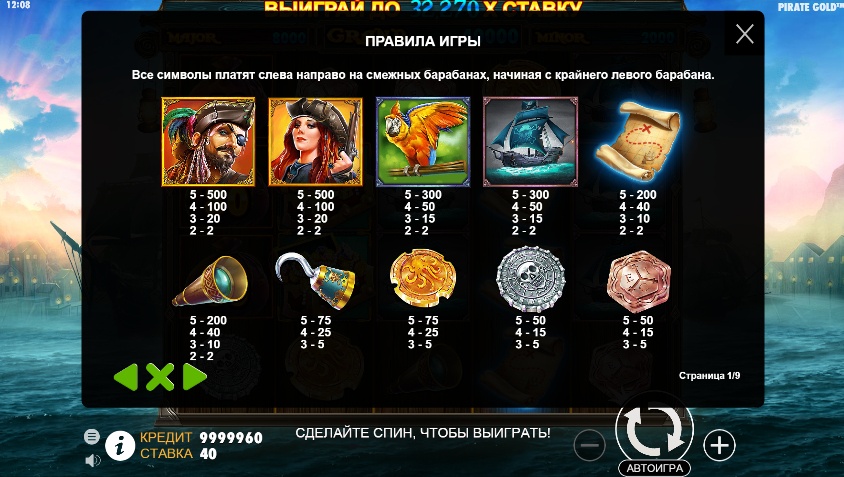 12:08
ВЫИГРАЙ ДО 32,270 X СТАВКУ
PIRATE GOLD™
MAJOR
MINOR
ПРАВИЛА ИГРЫ
Все символы платят слева направо на смежных барабанах, начиная с крайнего левого барабана.
5 - 500 5 - 500 5 - 300 5 - 300 5 - 200
4 - 100 4 - 100 4 - 50 4 - 50 4 - 40
3 - 20 3 - 20 3 - 15 3 - 15 3 - 10
2 - 2 2 - 2 2 - 2 2 - 2 2 - 2
5 - 200 5 - 75 5 - 75 5 - 50 5 - 50
4 - 40 4 - 25 4 - 25 4 - 15 4 - 15
3 - 10 3 - 5 3 - 5 3 - 5 3 - 5
2 - 2
Страница 1/9
КРЕДИТ 9999960
СТАВКА 40
СДЕЛАЙТЕ СПИН, ЧТОБЫ ВЫИГРАТЬ!
АВТОИГРА